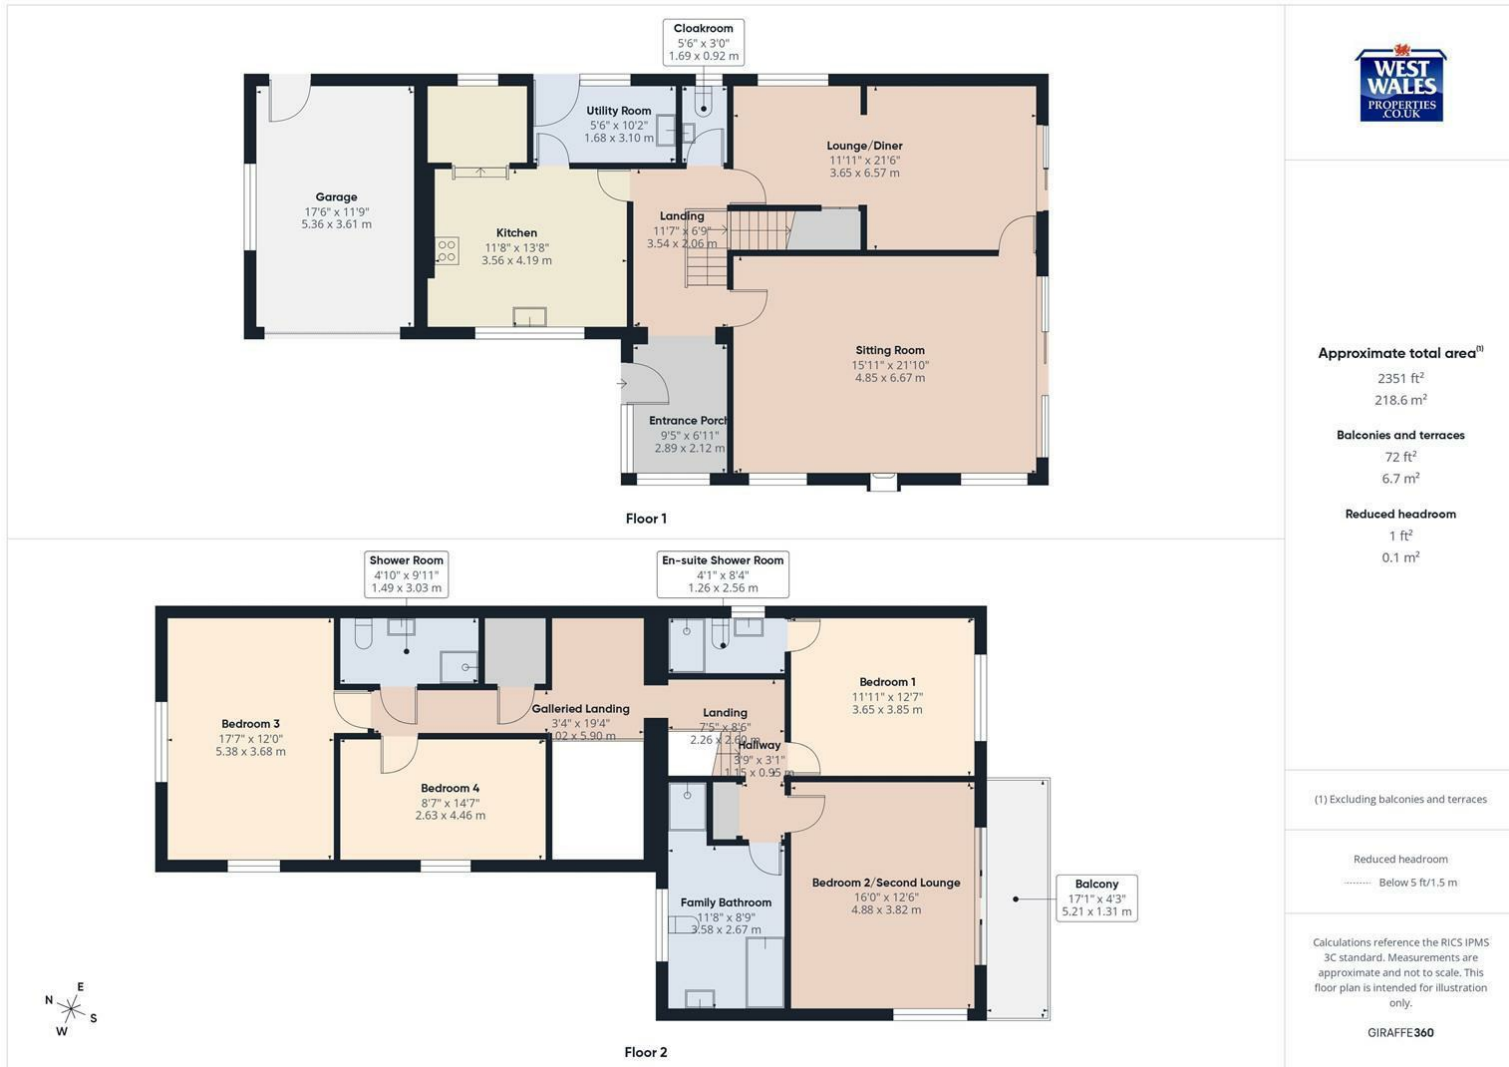 Cloakroom
5'6" x 3'0"
1.69 x 0.92 m
Utility Room
5'6" x 10'2"
1.68 x 3.10 m
Lounge/Diner
11'11" x 21'6"
3.65 x 6.57 m
Garage
17'6" x 11'9"
5.36 x 3.61 m
Landing
11'7" x 6'9"
3.54 x 2.06 m
Kitchen
11'8" x 13'8"
3.56 x 4.19 m
Sitting Room
15'11" x 21'10"
4.85 x 6.67 m
Entrance Porch
9'5" x 6'11"
2.89 x 2.12 m
Floor 1
Shower Room
4'10" x 9'11"
1.49 x 3.03 m
En-suite Shower Room
4'1" x 8'4"
1.26 x 2.56 m
Bedroom 1
11'11" x 12'7"
3.65 x 3.85 m
Bedroom 3
17'7" x 12'0"
5.38 x 3.68 m
Galleried Landing
3'4" x 19'4"
.02 x 5.90 m
Landing
7'5" x 8'6"
2.26 x 2.60 m
Hallway
3'9" x 3'1"
1.15 x 0.95 m
Bedroom 4
8'7" x 14'7"
2.63 x 4.46 m
Bedroom 2/Second Lounge
16'0" x 12'6"
4.88 x 3.82 m
Balcony
17'1" x 4'3"
5.21 x 1.31 m
Family Bathroom
11'8" x 8'9"
3.58 x 2.67 m
N E S W
Floor 2
WEST
WALES
PROPERTIES
.CO.UK
Approximate total area(1)
2351 ft²
218.6 m²
Balconies and terraces
72 ft²
6.7 m²
Reduced headroom
1 ft²
0.1 m²
(1) Excluding balconies and terraces
Reduced headroom
Below 5 ft/1.5 m
Calculations reference the RICS IPMS
3C standard. Measurements are
approximate and not to scale. This
floor plan is intended for illustration
only.
GIRAFFE360